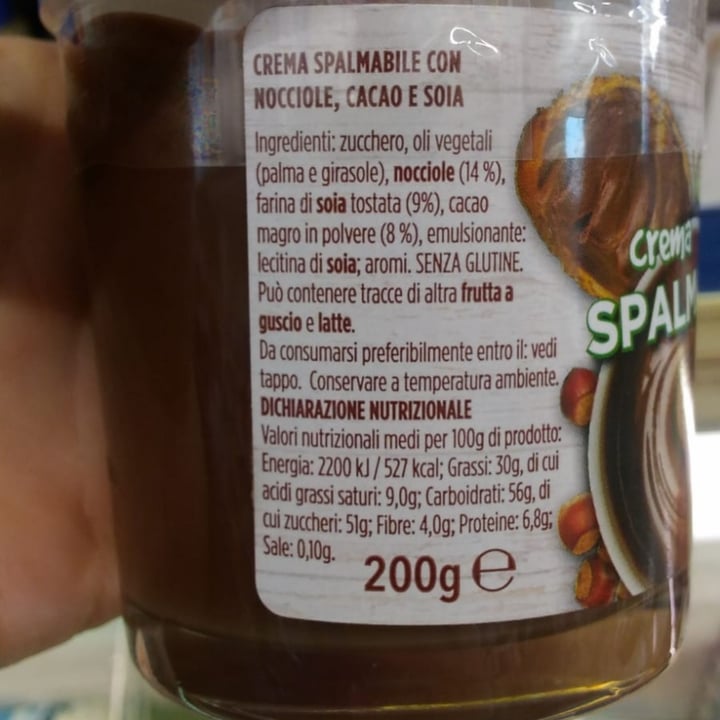 CREMA SPALMABILE CON
NOCCIOLE, CACAO E SOIA
Ingredienti: zucchero, oli vegetali
(palma e girasole), nocciole (14 %),
farina di soia tostata (9%), cacao
magro in polvere (8 %), emulsionante:
lecitina di soia; aromi. SENZA GLUTINE.
Può contenere tracce di altra frutta a
guscio e latte.
Da consumarsi preferibilmente entro il: vedi
tappo. Conservare a temperatura ambiente.
DICHIARAZIONE NUTRIZIONALE
Valori nutrizionali medi per 100g di prodotto:
Energia: 2200 kJ / 527 kcal; Grassi: 30g, di cui
acidi grassi saturi: 9,0g; Carboidrati: 56g, di
cui zuccheri: 51g; Fibre: 4,0g; Proteine: 6,8g;
Sale: 0,10g.
200g ℮
crema
SPALM